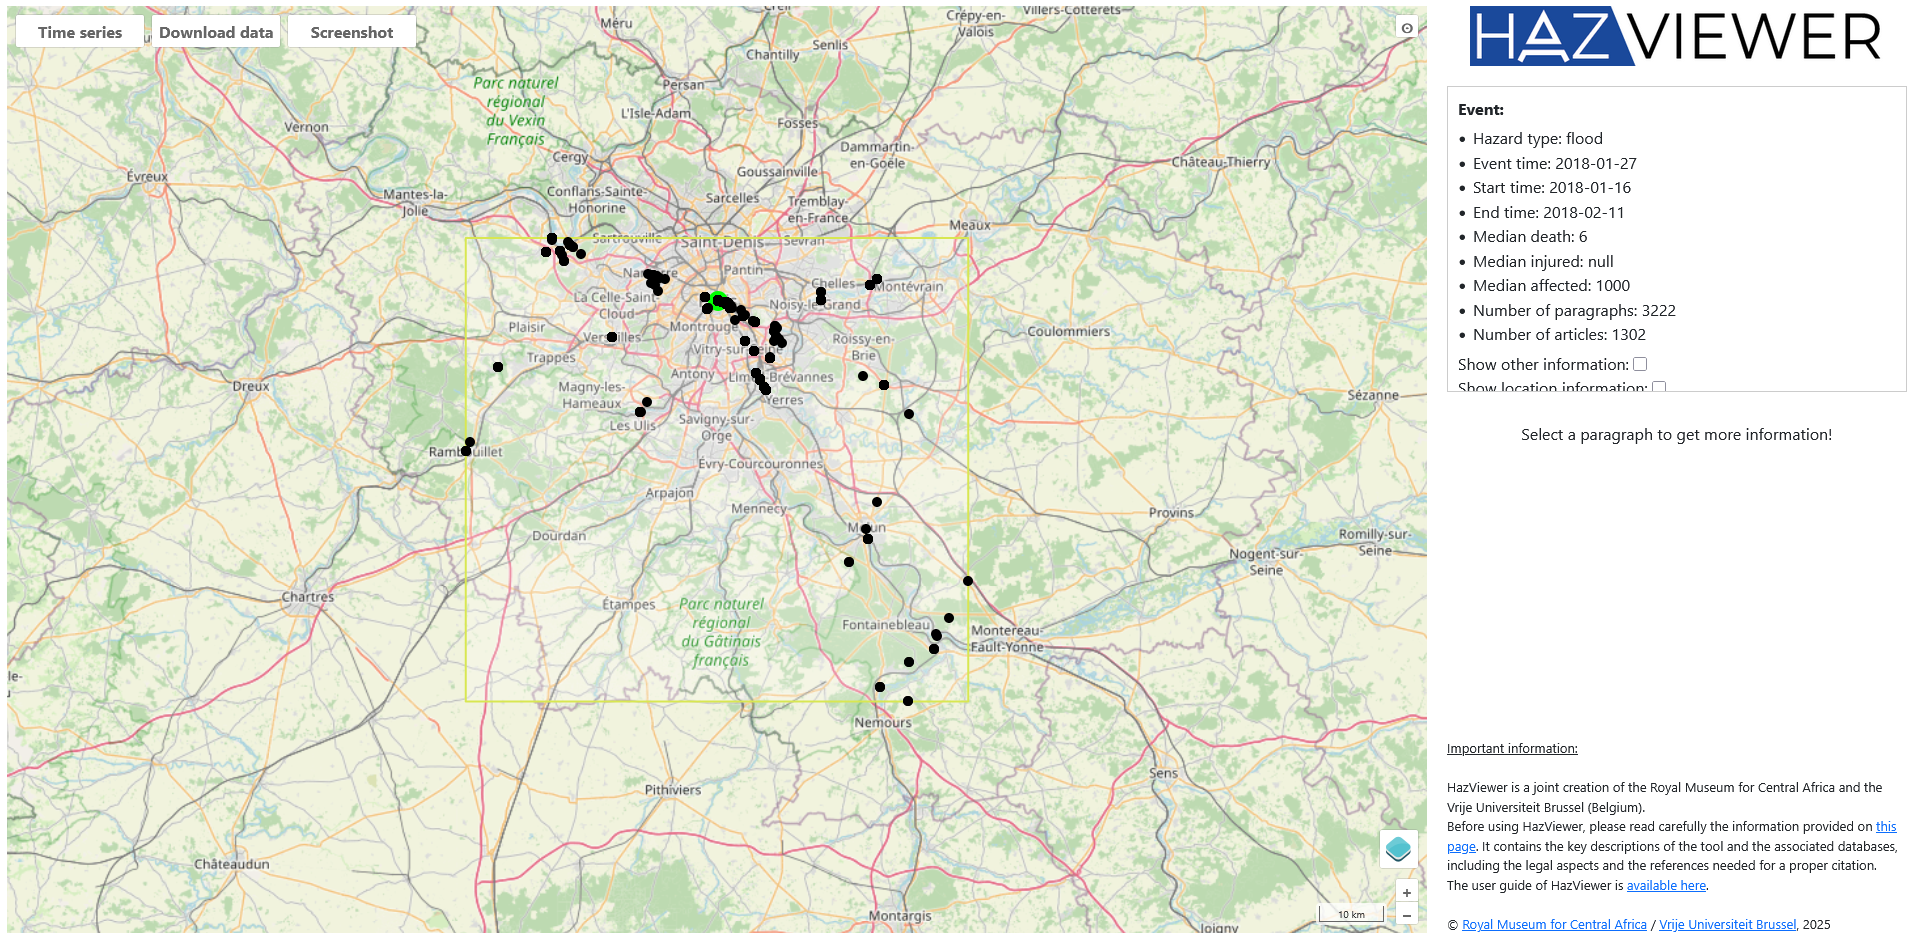 Time series
Download data
Screenshot
HAZVIEWER
Event:
• Hazard type: flood
• Event time: 2018-01-27
• Start time: 2018-01-16
• End time: 2018-02-11
• Median death: 6
• Median injured: null
• Median affected: 1000
• Number of paragraphs: 3222
• Number of articles: 1302
Show other information:
Show location information:
Select a paragraph to get more information!
Important information:
HazViewer is a joint creation of the Royal Museum for Central Africa and the
Vrije Universiteit Brussel (Belgium).
Before using HazViewer, please read carefully the information provided on this
page. It contains the key descriptions of the tool and the associated databases,
including the legal aspects and the references needed for a proper citation.
The user guide of HazViewer is available here.
© Royal Museum for Central Africa / Vrije Universiteit Brussel, 2025
Creil
Méru
Crépy-en-
Valois
Villers-Cotterets
Senlis
Chantilly
Persan
Parc naturel
régional
du Vexin
Français
L'Isle-Adam
Fosses
Vernon
Dammartin-
en-Goële
Cergy
Château-Thierry
Goussainville
Évreux
Mantes-la-
Jolie
Conflans-Sainte-
Honorine
Sarcelles
Tremblay-
en-France
Meaux
Sartrouville
Saint-Denis
Sevran
Nanterre
Pantin
Chelles
Montévrain
La Celle-Saint-
Cloud
Noisy-le-Grand
Plaisir
Montrouge
Coulommiers
Versailles
Vitry-sur-Seine
Roissy-en-
Brie
Trappes
Antony
Limeil-Brévannes
Dreux
Magny-les-
Hameaux
Yerres
Sézanne
Les Ulis
Savigny-sur-
Orge
Rambouillet
Évry-Courcouronnes
Arpajon
Mennecy
Provins
Melun
Dourdan
Romilly-sur-
Seine
Nogent-sur-
Seine
Chartres
Étampes
Parc naturel
régional
du Gâtinais
français
Fontainebleau
Montereau-
Fault-Yonne
Nemours
Sens
Pithiviers
Châteaudun
Montargis
Joigny
10 km
+
−